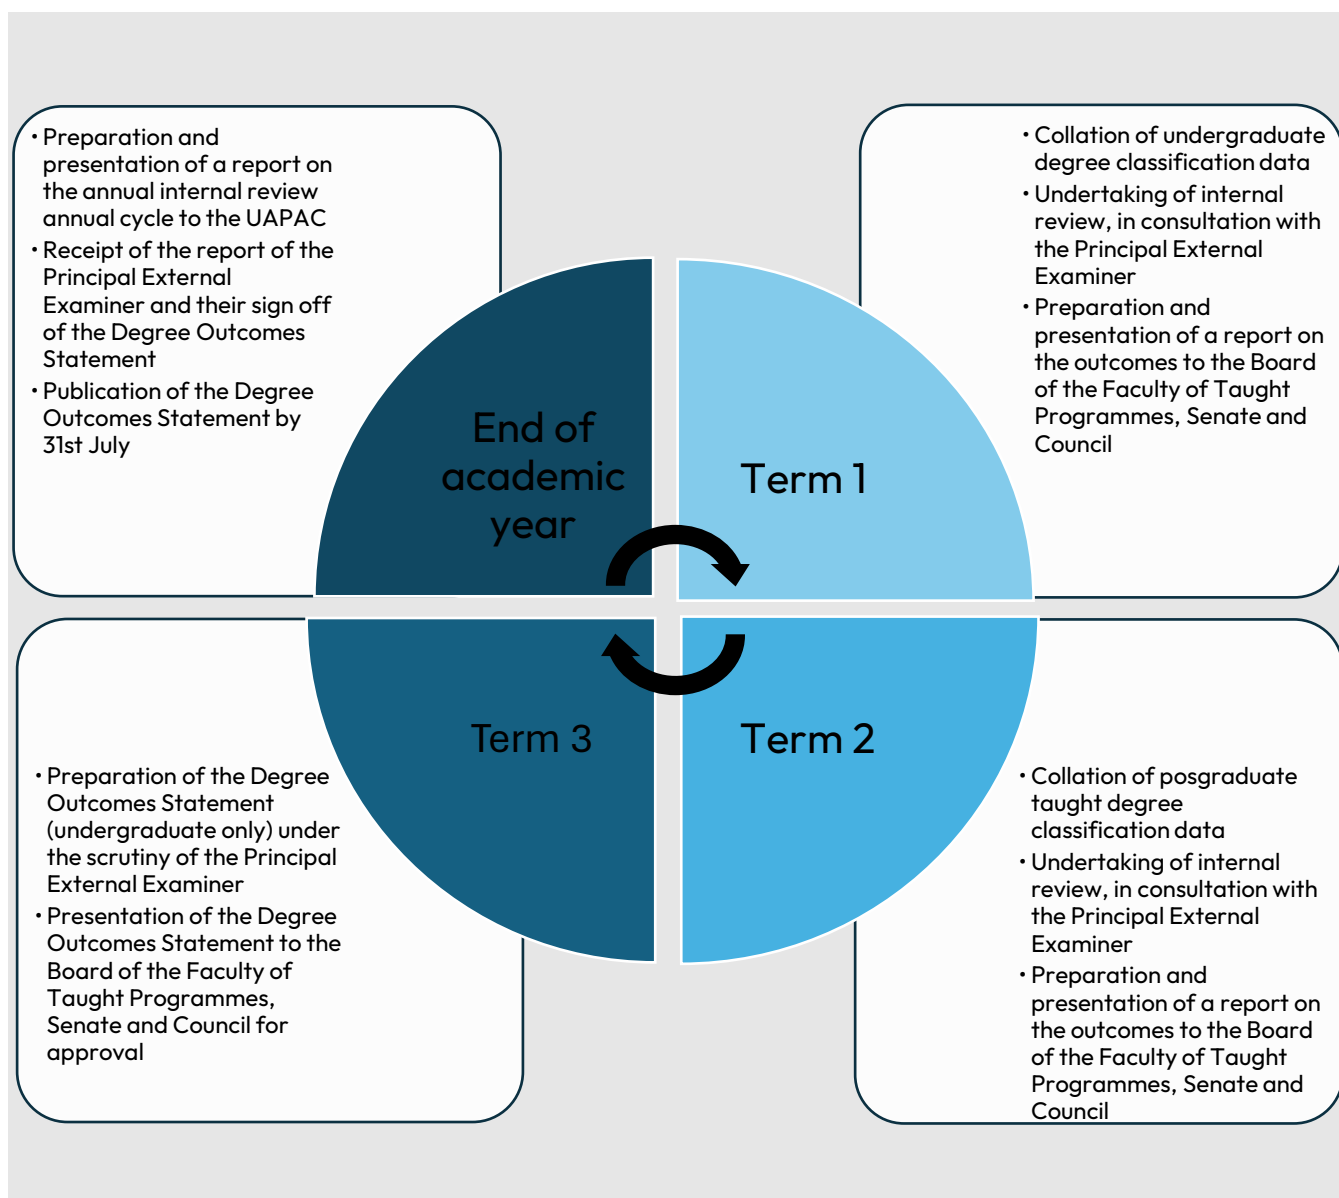 · Preparation and
presentation of a report on
the annual internal review
annual cycle to the UAPAC
· Receipt of the report of the
Principal External
Examiner and their sign off
of the Degree Outcomes
Statement
· Publication of the Degree
Outcomes Statement by
31st July
· Collation of undergraduate
degree classification data
· Undertaking of internal
review, in consultation with
the Principal External
Examiner
· Preparation and
presentation of a report on
the outcomes to the Board
of the Faculty of Taught
Programmes, Senate and
Council
End of
academic
year
Term 1
Term 3
Term 2
· Preparation of the Degree
Outcomes Statement
(undergraduate only) under
the scrutiny of the Principal
External Examiner
· Presentation of the Degree
Outcomes Statement to the
Board of the Faculty of
Taught Programmes,
Senate and Council for
approval
· Collation of posgraduate
taught degree
classification data
· Undertaking of internal
review, in consultation with
the Principal External
Examiner
· Preparation and
presentation of a report on
the outcomes to the Board
of the Faculty of Taught
Programmes, Senate and
Council